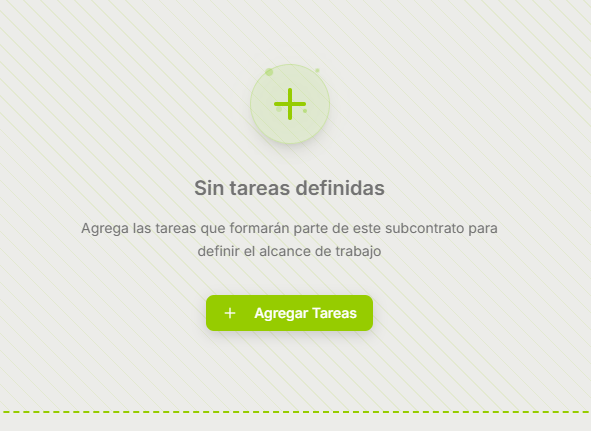 Sin tareas definidas
Agrega las tareas que formarán parte de este subcontrato para
definir el alcance de trabajo
Agregar Tareas